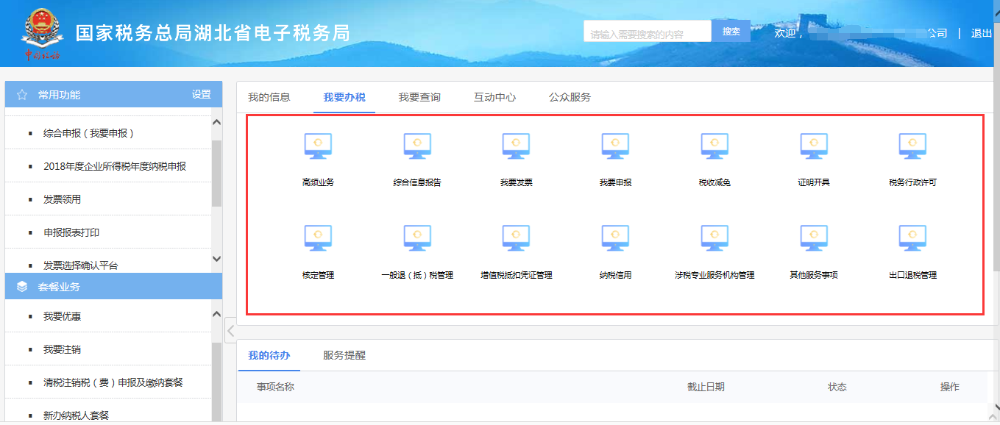 国家税务总局湖北省电子税务局
请输入需要搜索的内容
搜索
欢迎，
公司 | 退出
中国税务
常用功能
设置
综合申报（我要申报）
2018年度企业所得税年度纳税申报
发票领用
申报报表打印
发票选择确认平台
套餐业务
我要优惠
我要注销
清税注销税（费）申报及缴纳套餐
新办纳税人套餐
我的信息 我要办税 我要查询 互动中心 公众服务
高频业务 综合信息报告 我要发票 我要申报 税收减免 证明开具 税务行政许可
核定管理 一般退（抵）税管理 增值税抵扣凭证管理 纳税信用 涉税专业服务机构管理 其他服务事项 出口退税管理
我的待办 服务提醒
事项名称 截止日期 状态 操作